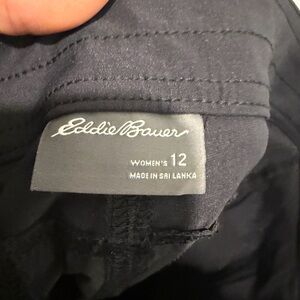 Eddie Bauer
WOMEN'S 12
MADE IN SRI LANKA